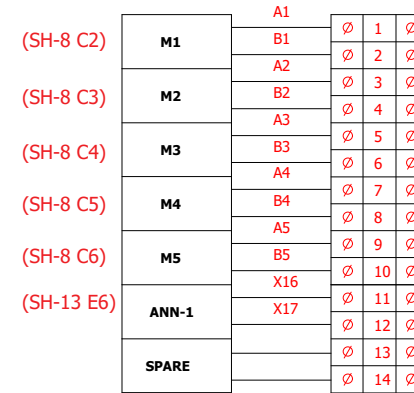 A1
Ø 1 Ø
(SH-8 C2) M1 B1
Ø 2 Ø
A2
Ø 3 Ø
(SH-8 C3) M2 B2
Ø 4 Ø
A3
Ø 5 Ø
(SH-8 C4) M3 B3
Ø 6 Ø
A4
Ø 7 Ø
(SH-8 C5) M4 B4
Ø 8 Ø
A5
Ø 9 Ø
(SH-8 C6) M5 B5
Ø 10 Ø
X16
(SH-13 E6) Ø 11 Ø
ANN-1 X17
Ø 12 Ø
Ø 13 Ø
SPARE
Ø 14 Ø